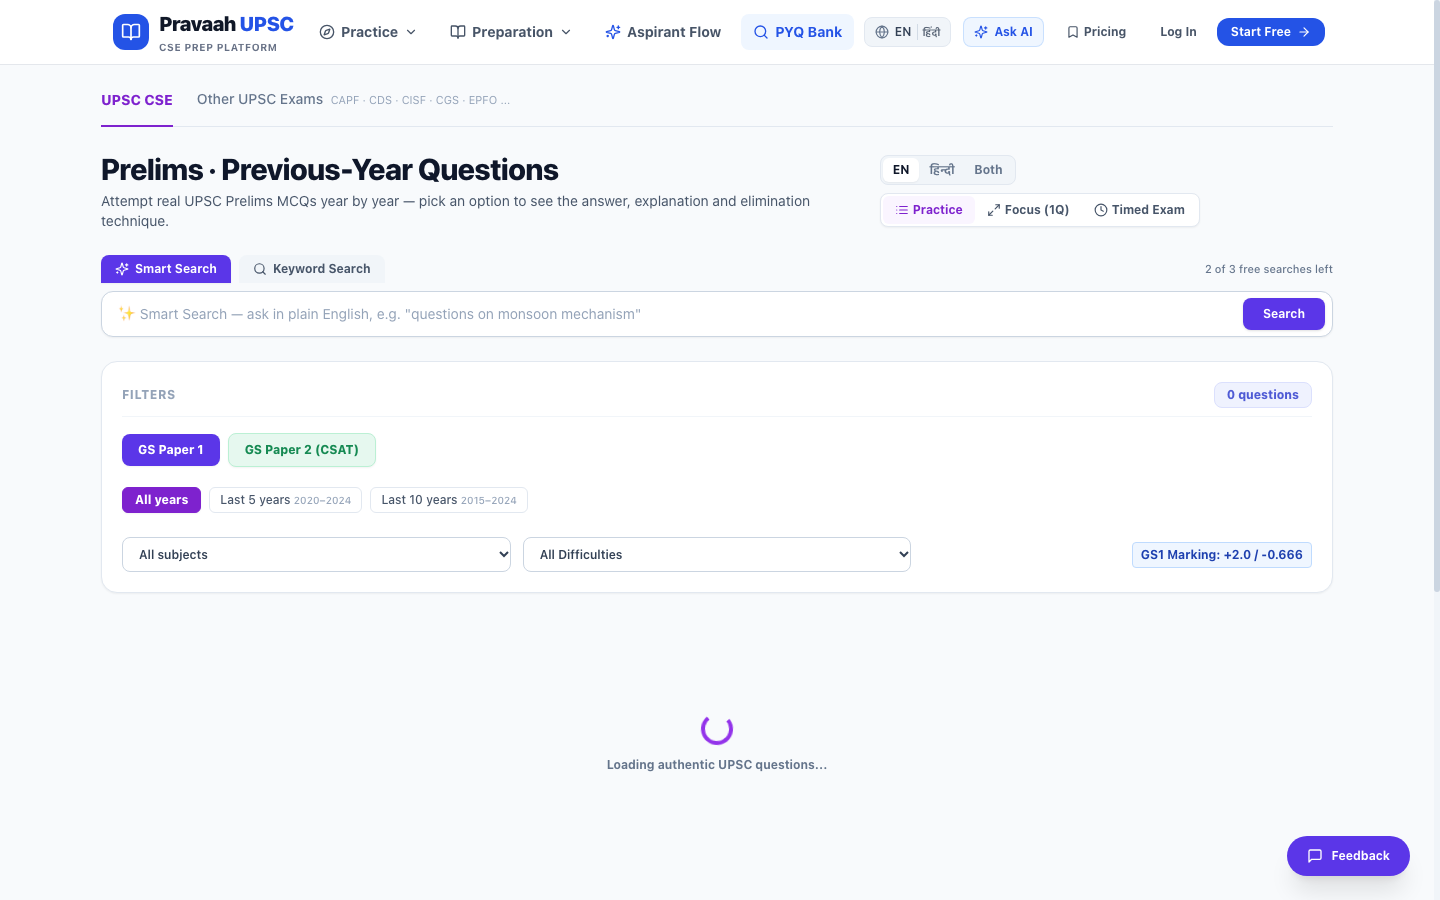 Pravaah UPSC
CSE PREP PLATFORM
Practice
Preparation
Aspirant Flow
PYQ Bank
EN
हिंदी
Ask AI
Pricing
Log In
Start Free
UPSC CSE
Other UPSC Exams CAPF · CDS · CISF · CGS · EPFO ...
Prelims · Previous-Year Questions
Attempt real UPSC Prelims MCQs year by year — pick an option to see the answer, explanation and elimination
technique.
EN
हिन्दी
Both
Practice
Focus (1Q)
Timed Exam
Smart Search
Keyword Search
2 of 3 free searches left
✨ Smart Search — ask in plain English, e.g. "questions on monsoon mechanism"
Search
FILTERS
0 questions
GS Paper 1
GS Paper 2 (CSAT)
All years
Last 5 years 2020–2024
Last 10 years 2015–2024
All subjects
All Difficulties
GS1 Marking: +2.0 / -0.666
Loading authentic UPSC questions...
Feedback